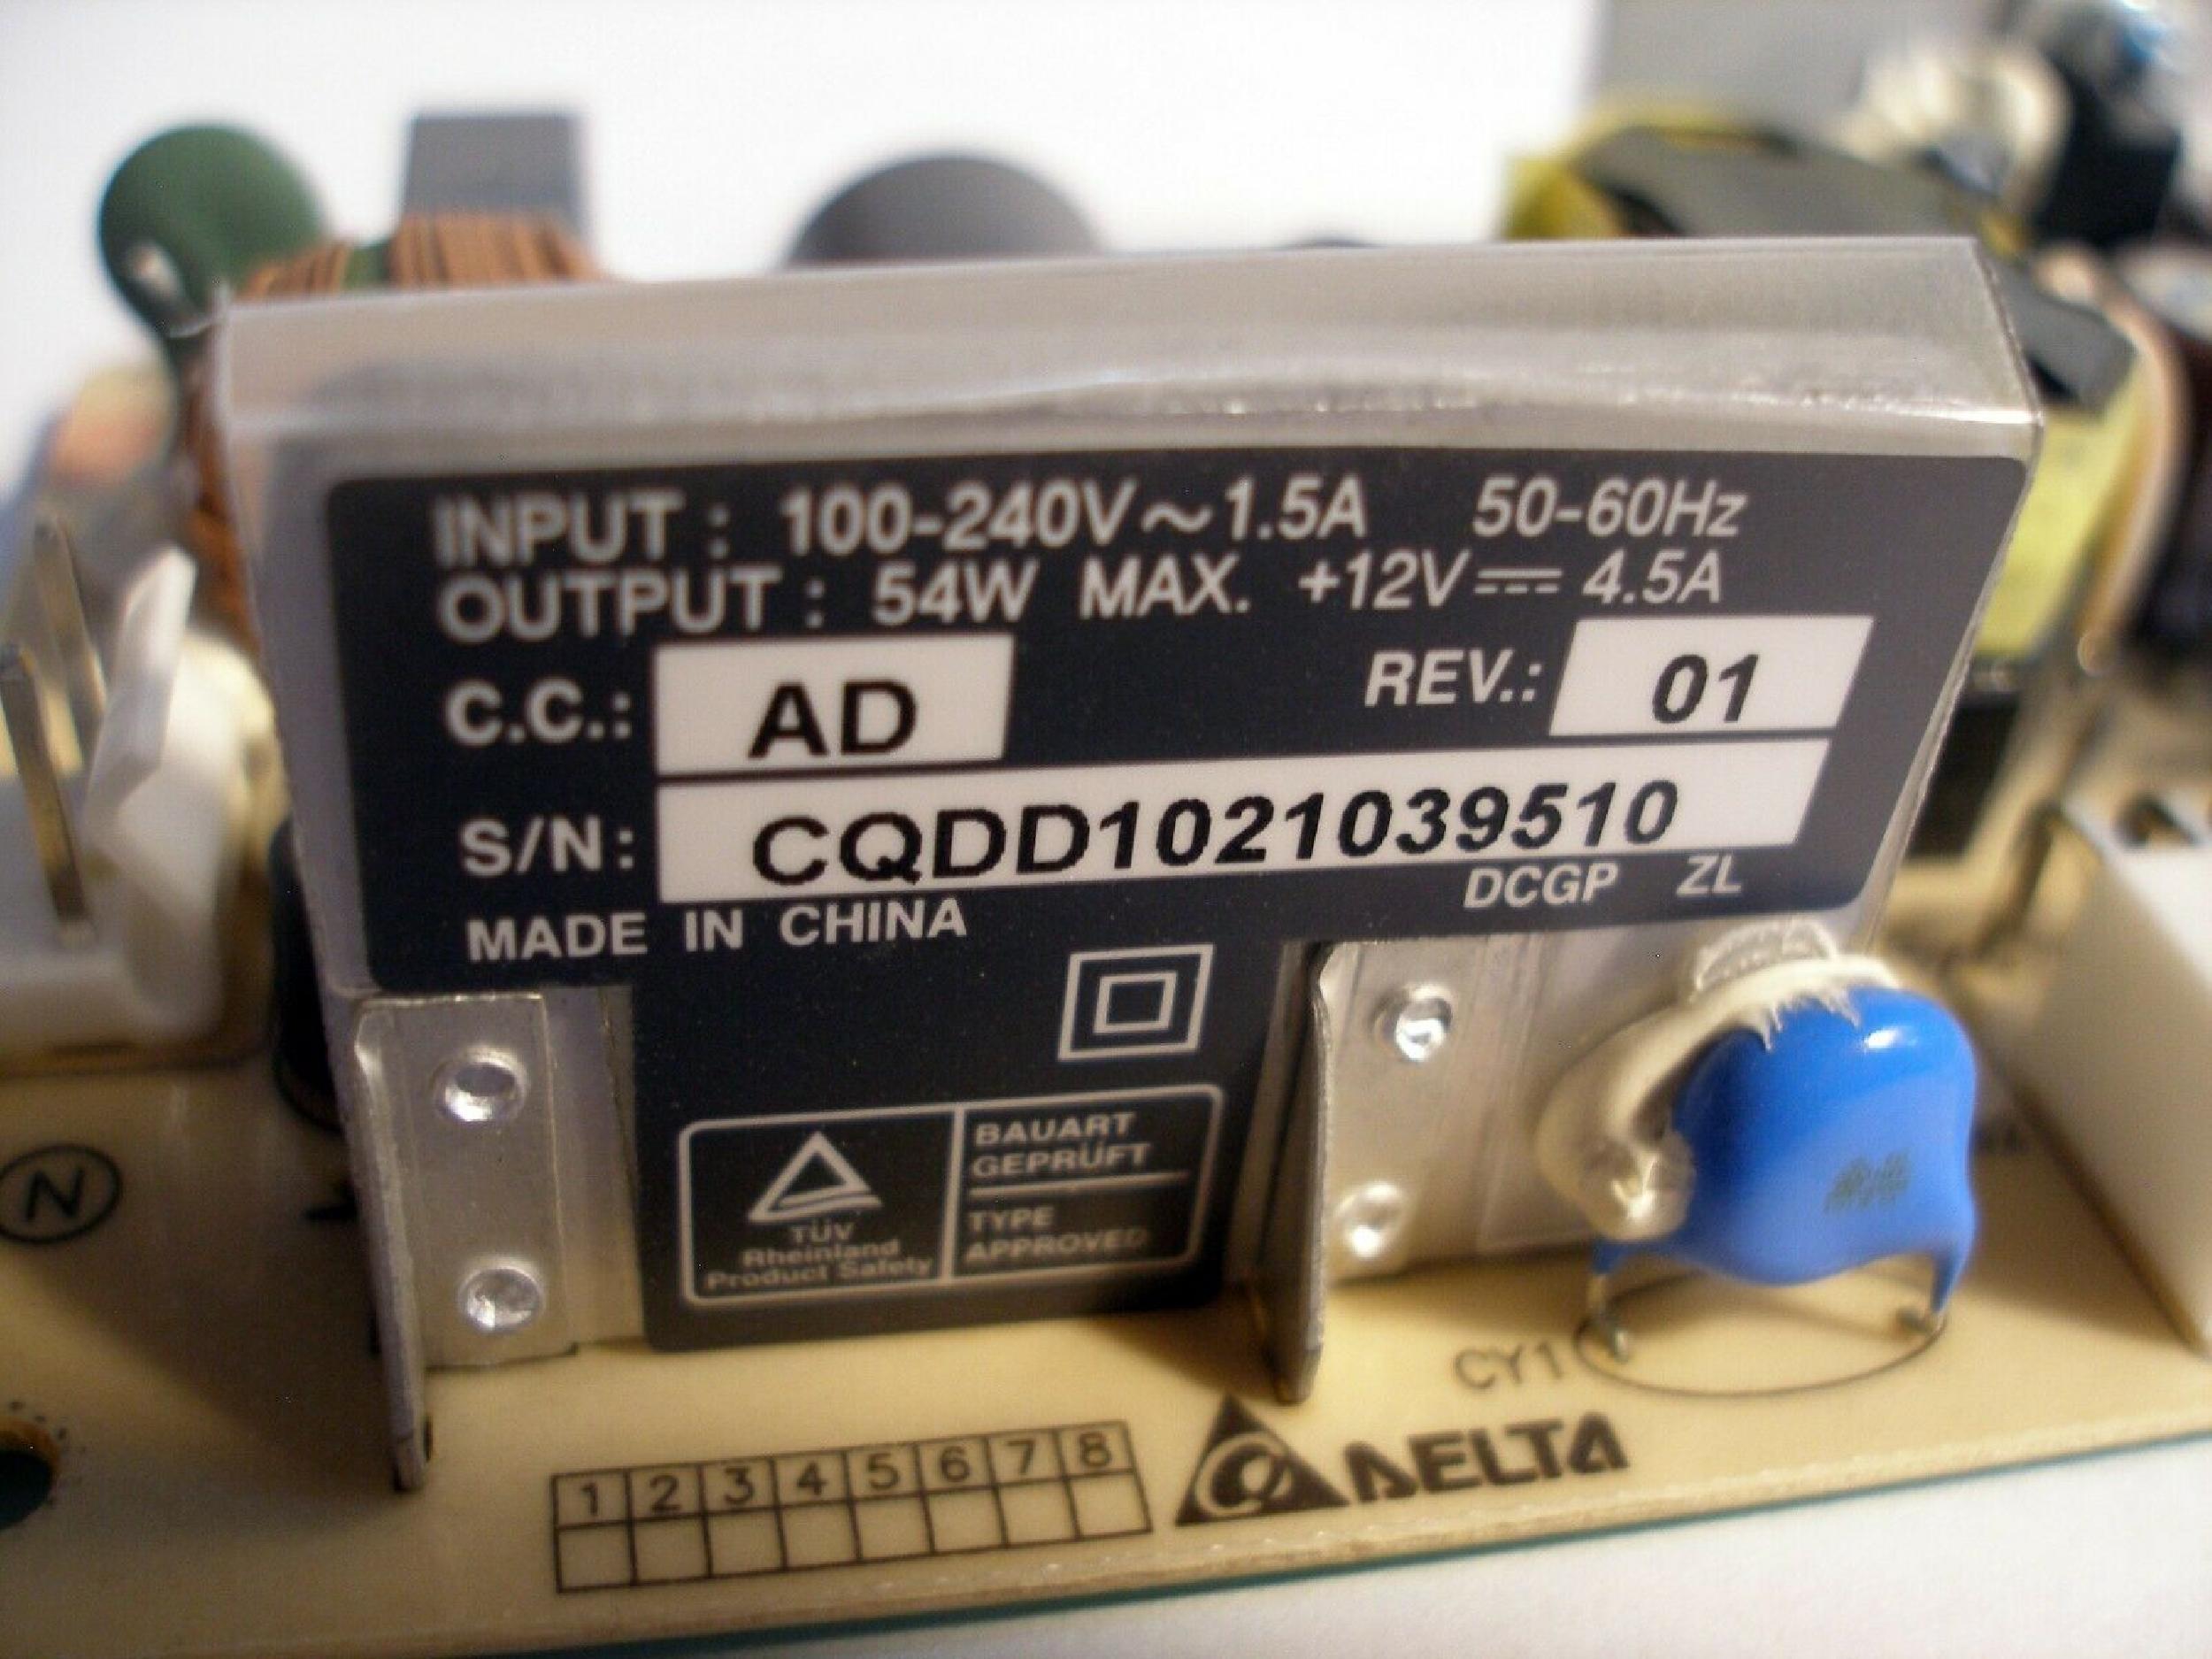 INPUT : 100-240V～1.5A 50-60Hz
OUTPUT : 54W MAX. +12V⎓4.5A
C.C.: AD REV.: 01
S/N: CQDD1021039510
DCGP ZL
MADE IN CHINA
TÜV
Rheinland
Product Safety
BAUART
GEPRÜFT
TYPE
APPROVED
N
CY1
1 2 3 4 5 6 7 8
DELTA